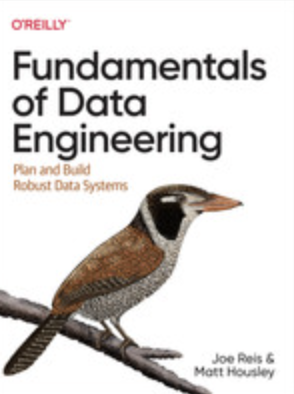 O'REILLY®
Fundamentals
of Data
Engineering
Plan and Build
Robust Data Systems
Joe Reis &
Matt Housley